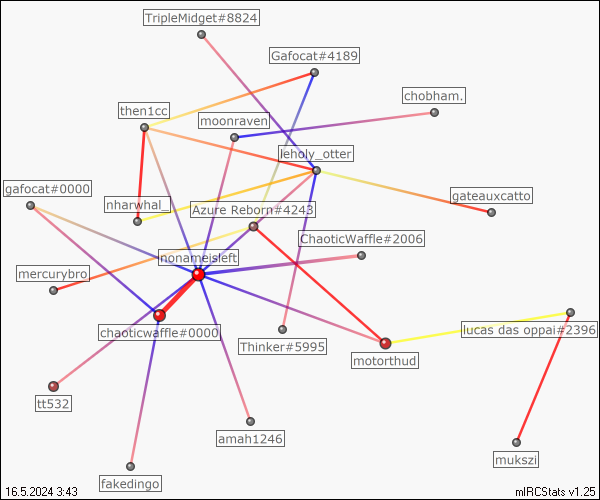 TripleMidget#8824
Gafocat#4189
chobham.
then1cc
moonraven
leholy_otter
gafocat#0000
gateauxcatto
nharwhal_
Azure Reborn#4243
ChaoticWaffle#2006
nonameisleft
mercurybro
lucas das oppai#2396
chaoticwaffle#0000
Thinker#5995
motorthud
tt532
amah1246
mukszi
fakedingo
16.5.2024 3:43
mIRCStats v1.25